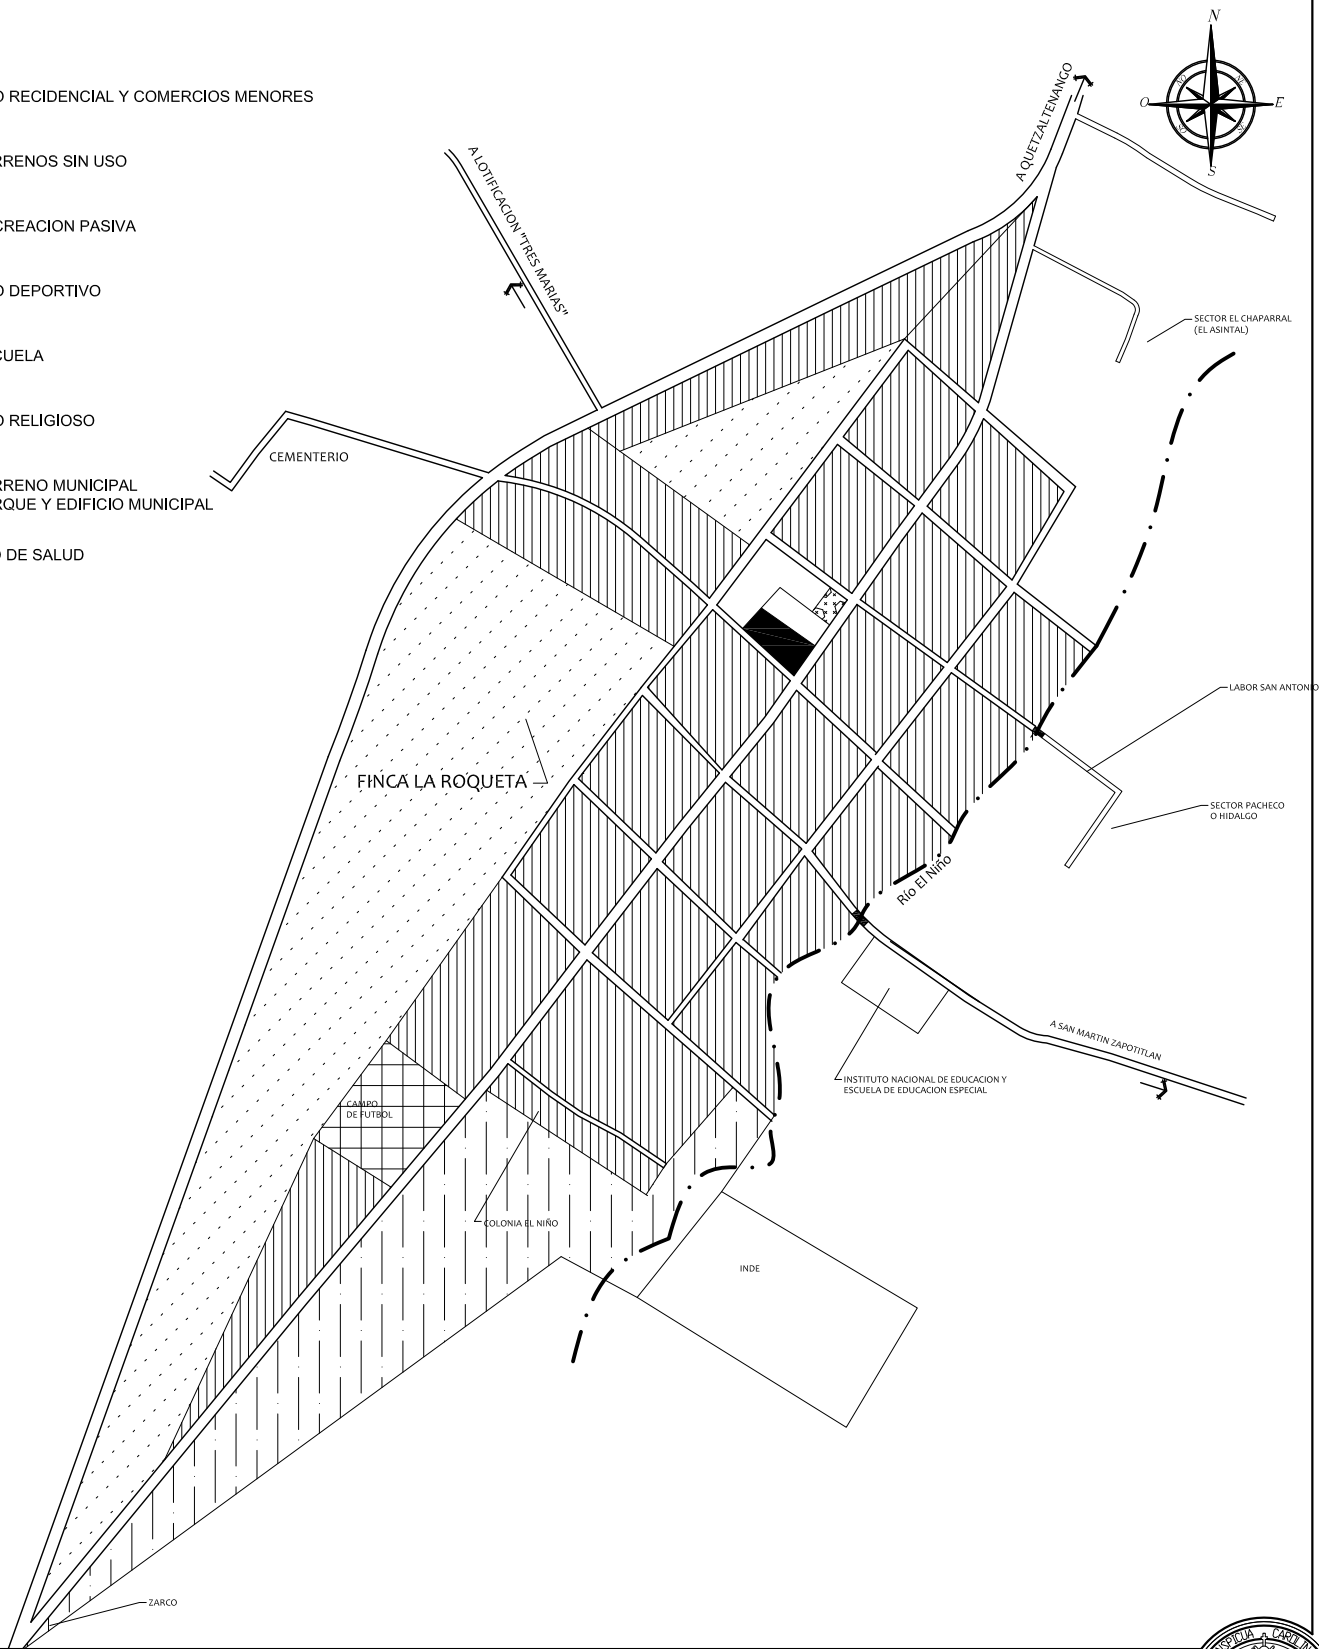 N
O
E
S
O RECIDENCIAL Y COMERCIOS MENORES
RRENOS SIN USO
CREACION PASIVA
O DEPORTIVO
CUELA
O RELIGIOSO
RRENO MUNICIPAL
RQUE Y EDIFICIO MUNICIPAL
O DE SALUD
A QUETZALTENANGO
A LOTIFICACION "TRES MARIAS"
SECTOR EL CHAPARRAL
(EL ASINTAL)
CEMENTERIO
LABOR SAN ANTONIO
FINCA LA ROQUETA
SECTOR PACHECO
O HIDALGO
Río El Niño
A SAN MARTIN ZAPOTITLAN
INSTITUTO NACIONAL DE EDUCACION Y
ESCUELA DE EDUCACION ESPECIAL
CAMPO
DE FUTBOL
COLONIA EL NIÑO
INDE
ZARCO